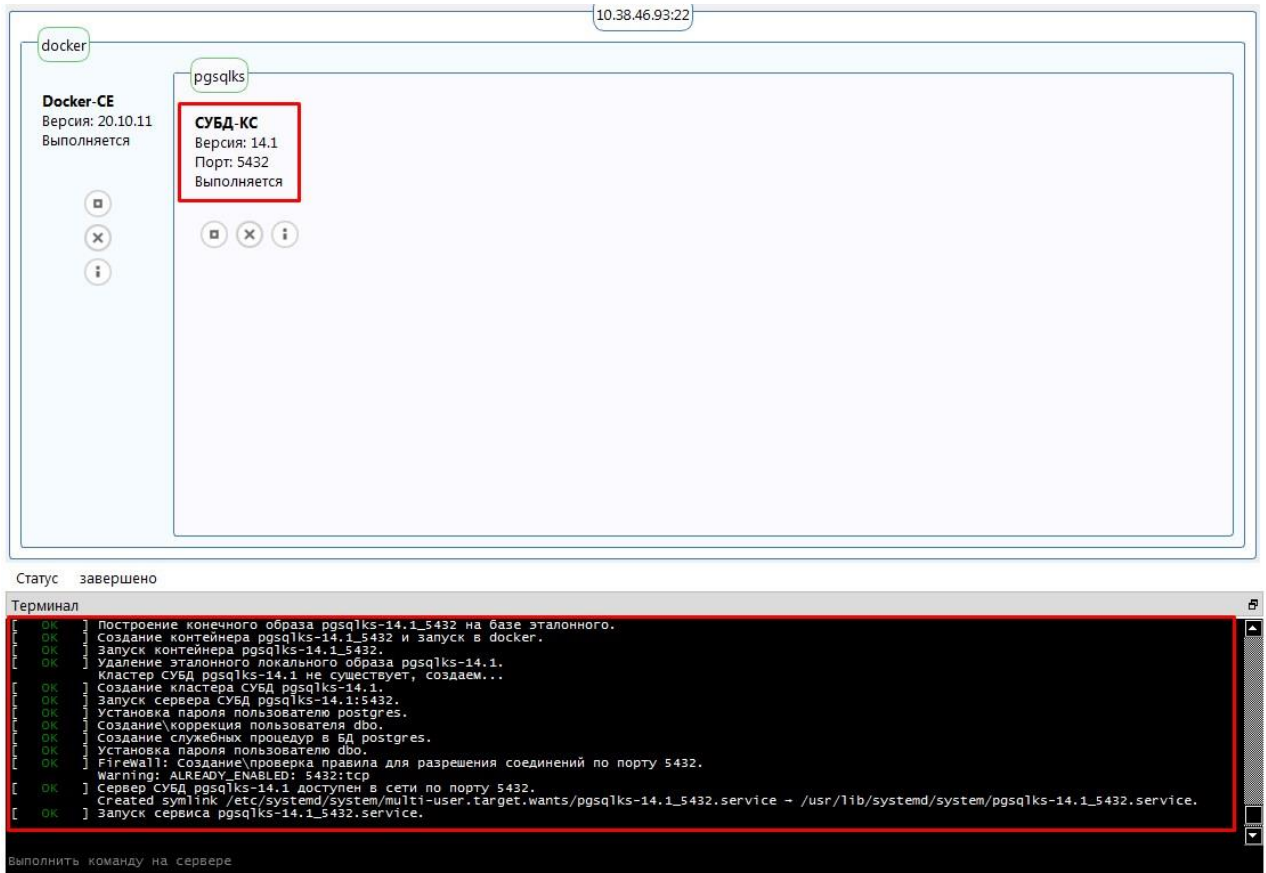 10.38.46.93:22
docker
pgsqlks
Docker-CE
Версия: 20.10.11
Выполняется
СУБД-КС
Версия: 14.1
Порт: 5432
Выполняется
Статус завершено
Терминал
[ OK ] Построение конечного образа pgsqlks-14.1_5432 на базе эталонного.
[ OK ] Создание контейнера pgsqlks-14.1_5432 и запуск в docker.
[ OK ] Запуск контейнера pgsqlks-14.1_5432.
[ OK ] Удаление эталонного локального образа pgsqlks-14.1.
Кластер СУБД pgsqlks-14.1 не существует, создаем...
[ OK ] Создание кластера СУБД pgsqlks-14.1.
[ OK ] Запуск сервера СУБД pgsqlks-14.1:5432.
[ OK ] Установка пароля пользователю postgres.
[ OK ] Создание\коррекция пользователя dbo.
[ OK ] Создание служебных процедур в БД postgres.
[ OK ] Установка пароля пользователю dbo.
[ OK ] FireWall: Создание\проверка правила для разрешения соединений по порту 5432.
Warning: ALREADY_ENABLED: 5432:tcp
[ OK ] Сервер СУБД pgsqlks-14.1 доступен в сети по порту 5432.
Created symlink /etc/systemd/system/multi-user.target.wants/pgsqlks-14.1_5432.service → /usr/lib/systemd/system/pgsqlks-14.1_5432.service.
[ OK ] Запуск сервиса pgsqlks-14.1_5432.service.
Выполнить команду на сервере